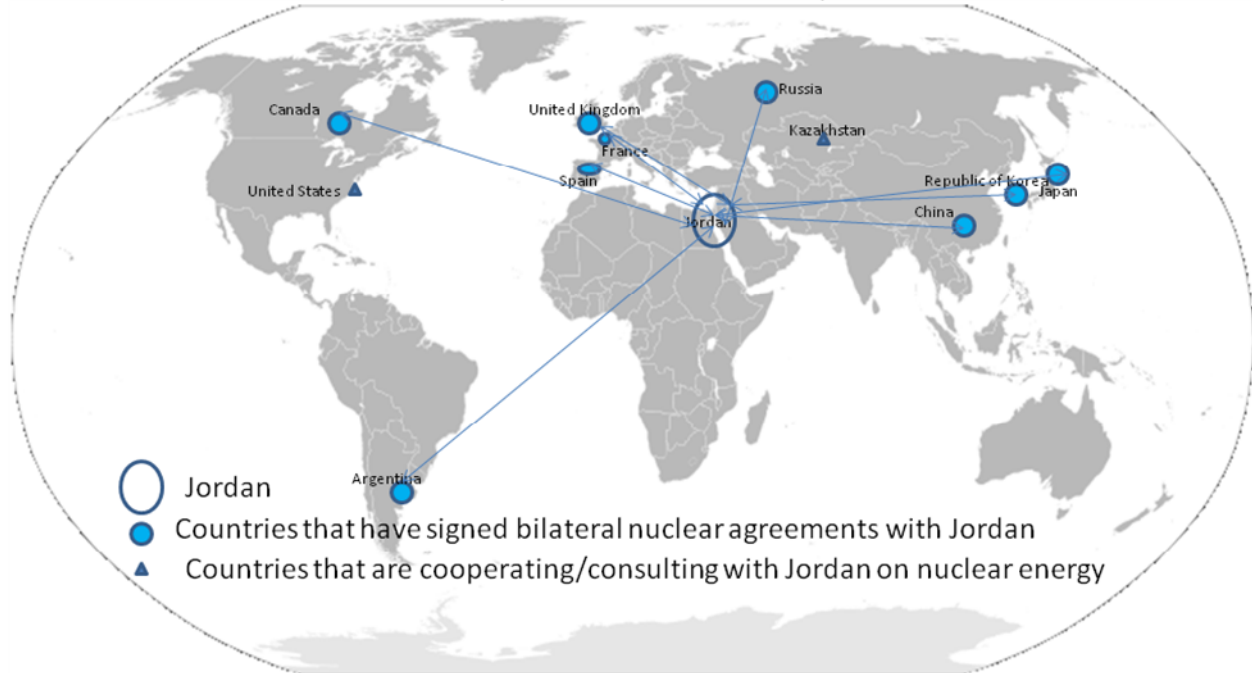 Russia
Canada
United Kingdom
Kazakhstan
France
Spain
Republic of Korea
United States
Japan
China
Jordan
Argentina
Jordan
Countries that have signed bilateral nuclear agreements with Jordan
Countries that are cooperating/consulting with Jordan on nuclear energy